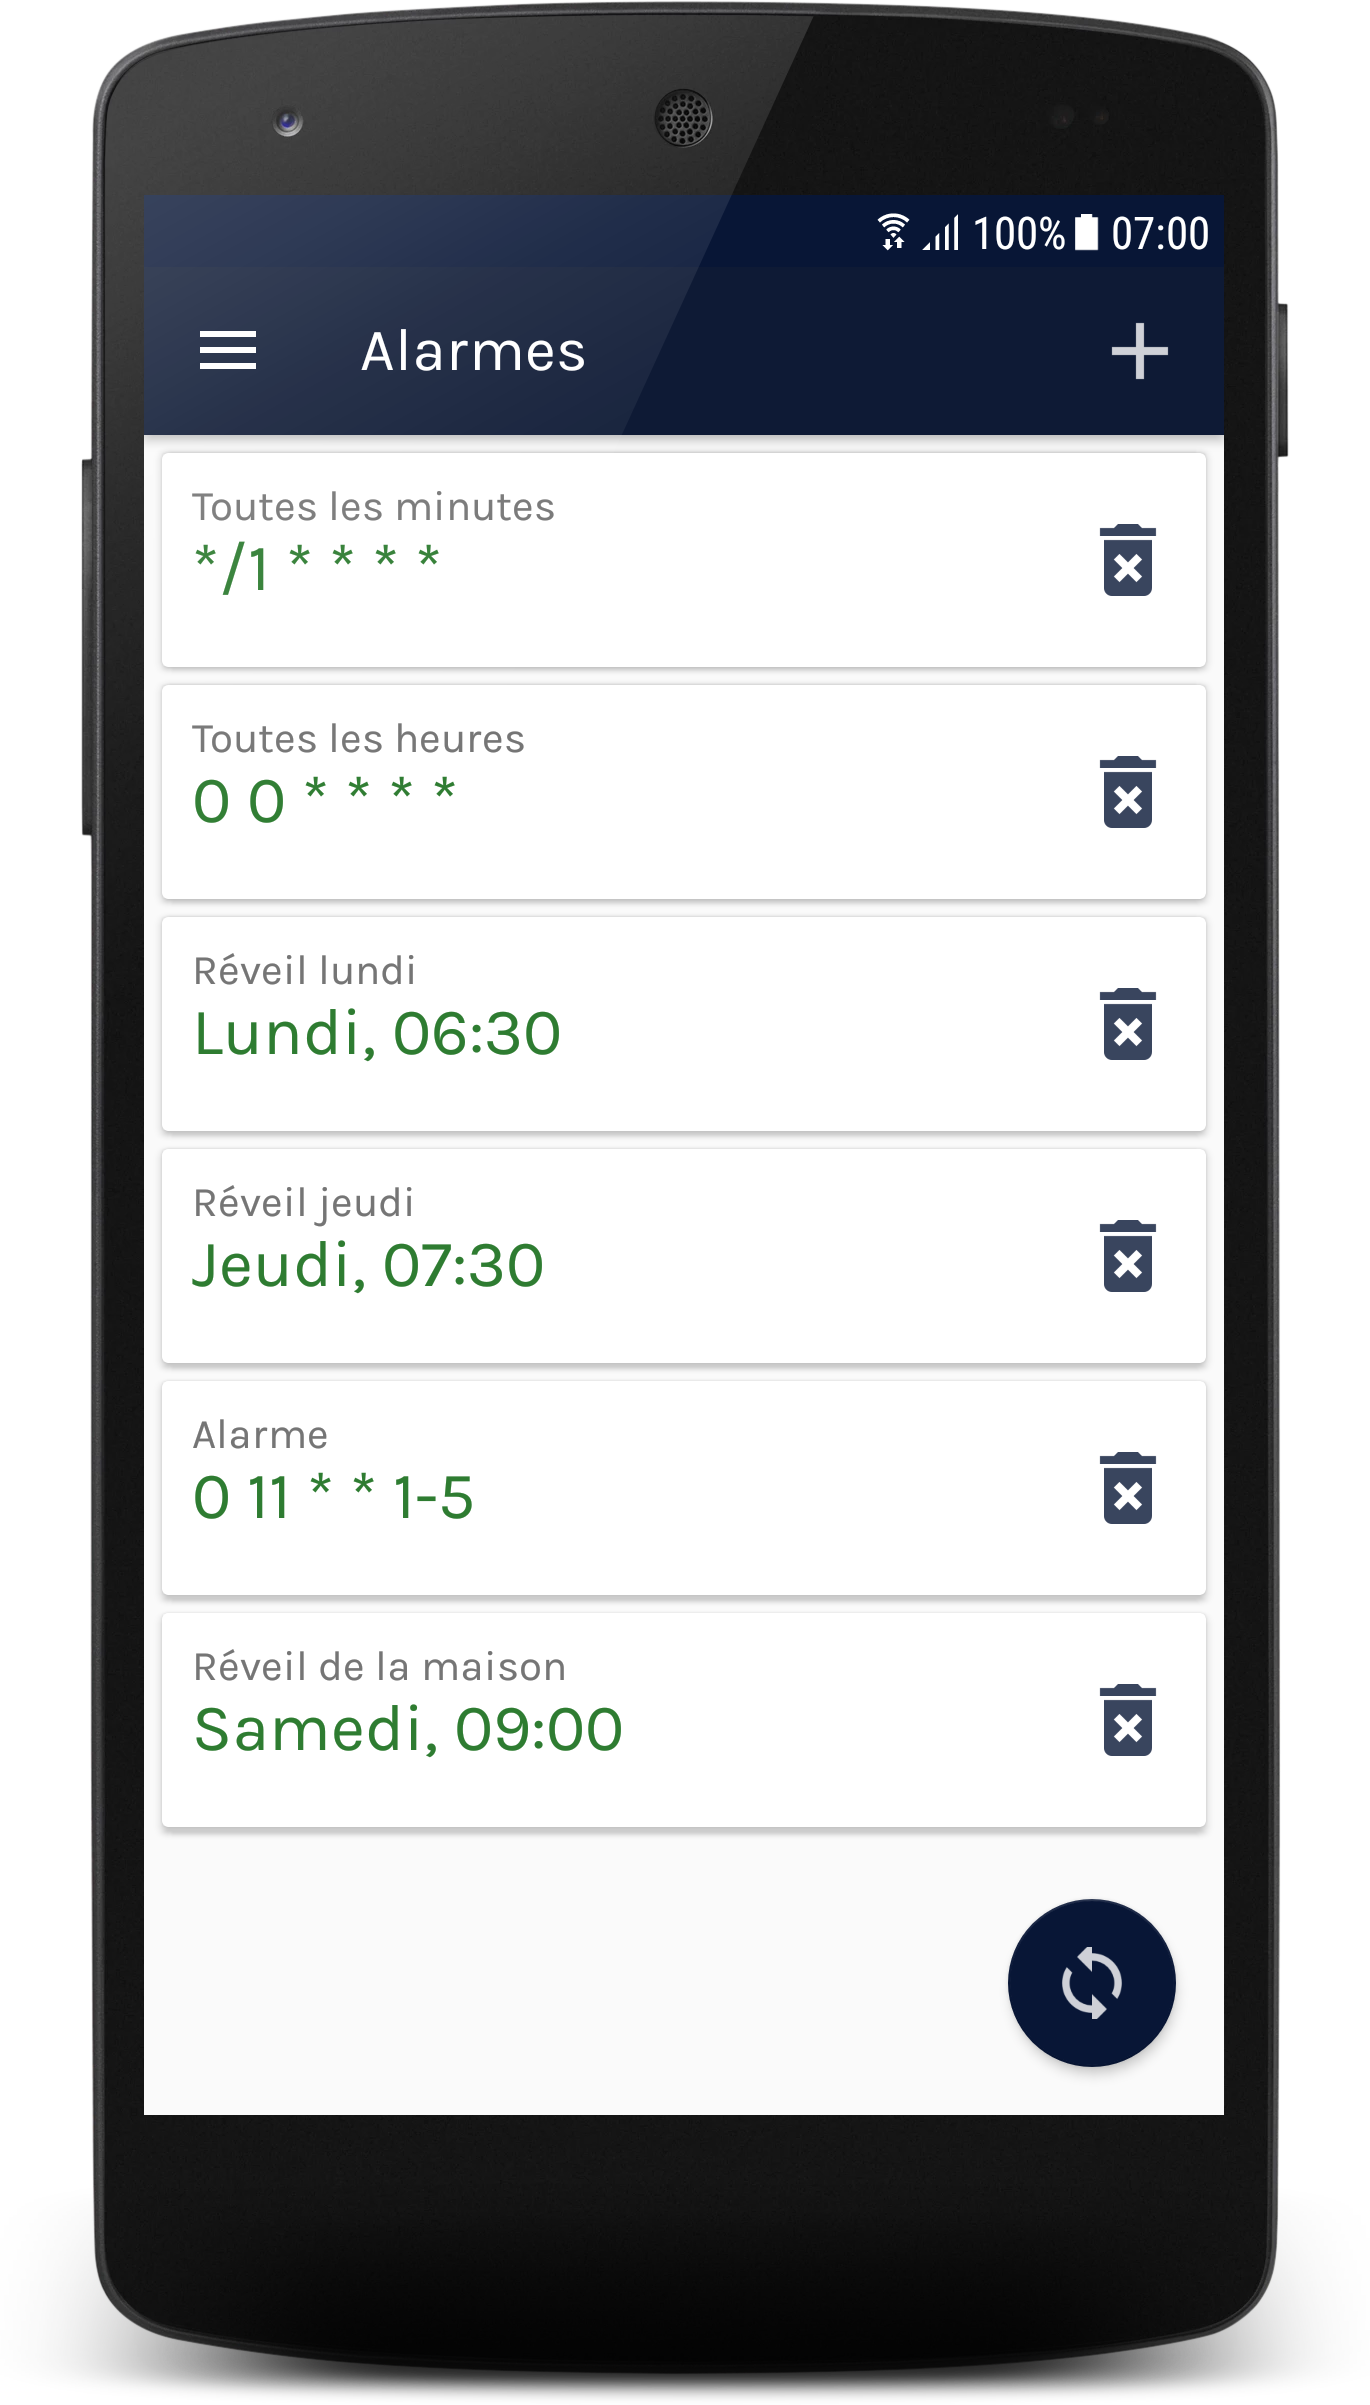 100% 07:00
Alarmes
Toutes les minutes
*/1 * * * *
Toutes les heures
0 0 * * * *
Réveil lundi
Lundi, 06:30
Réveil jeudi
Jeudi, 07:30
Alarme
0 11 * * 1-5
Réveil de la maison
Samedi, 09:00